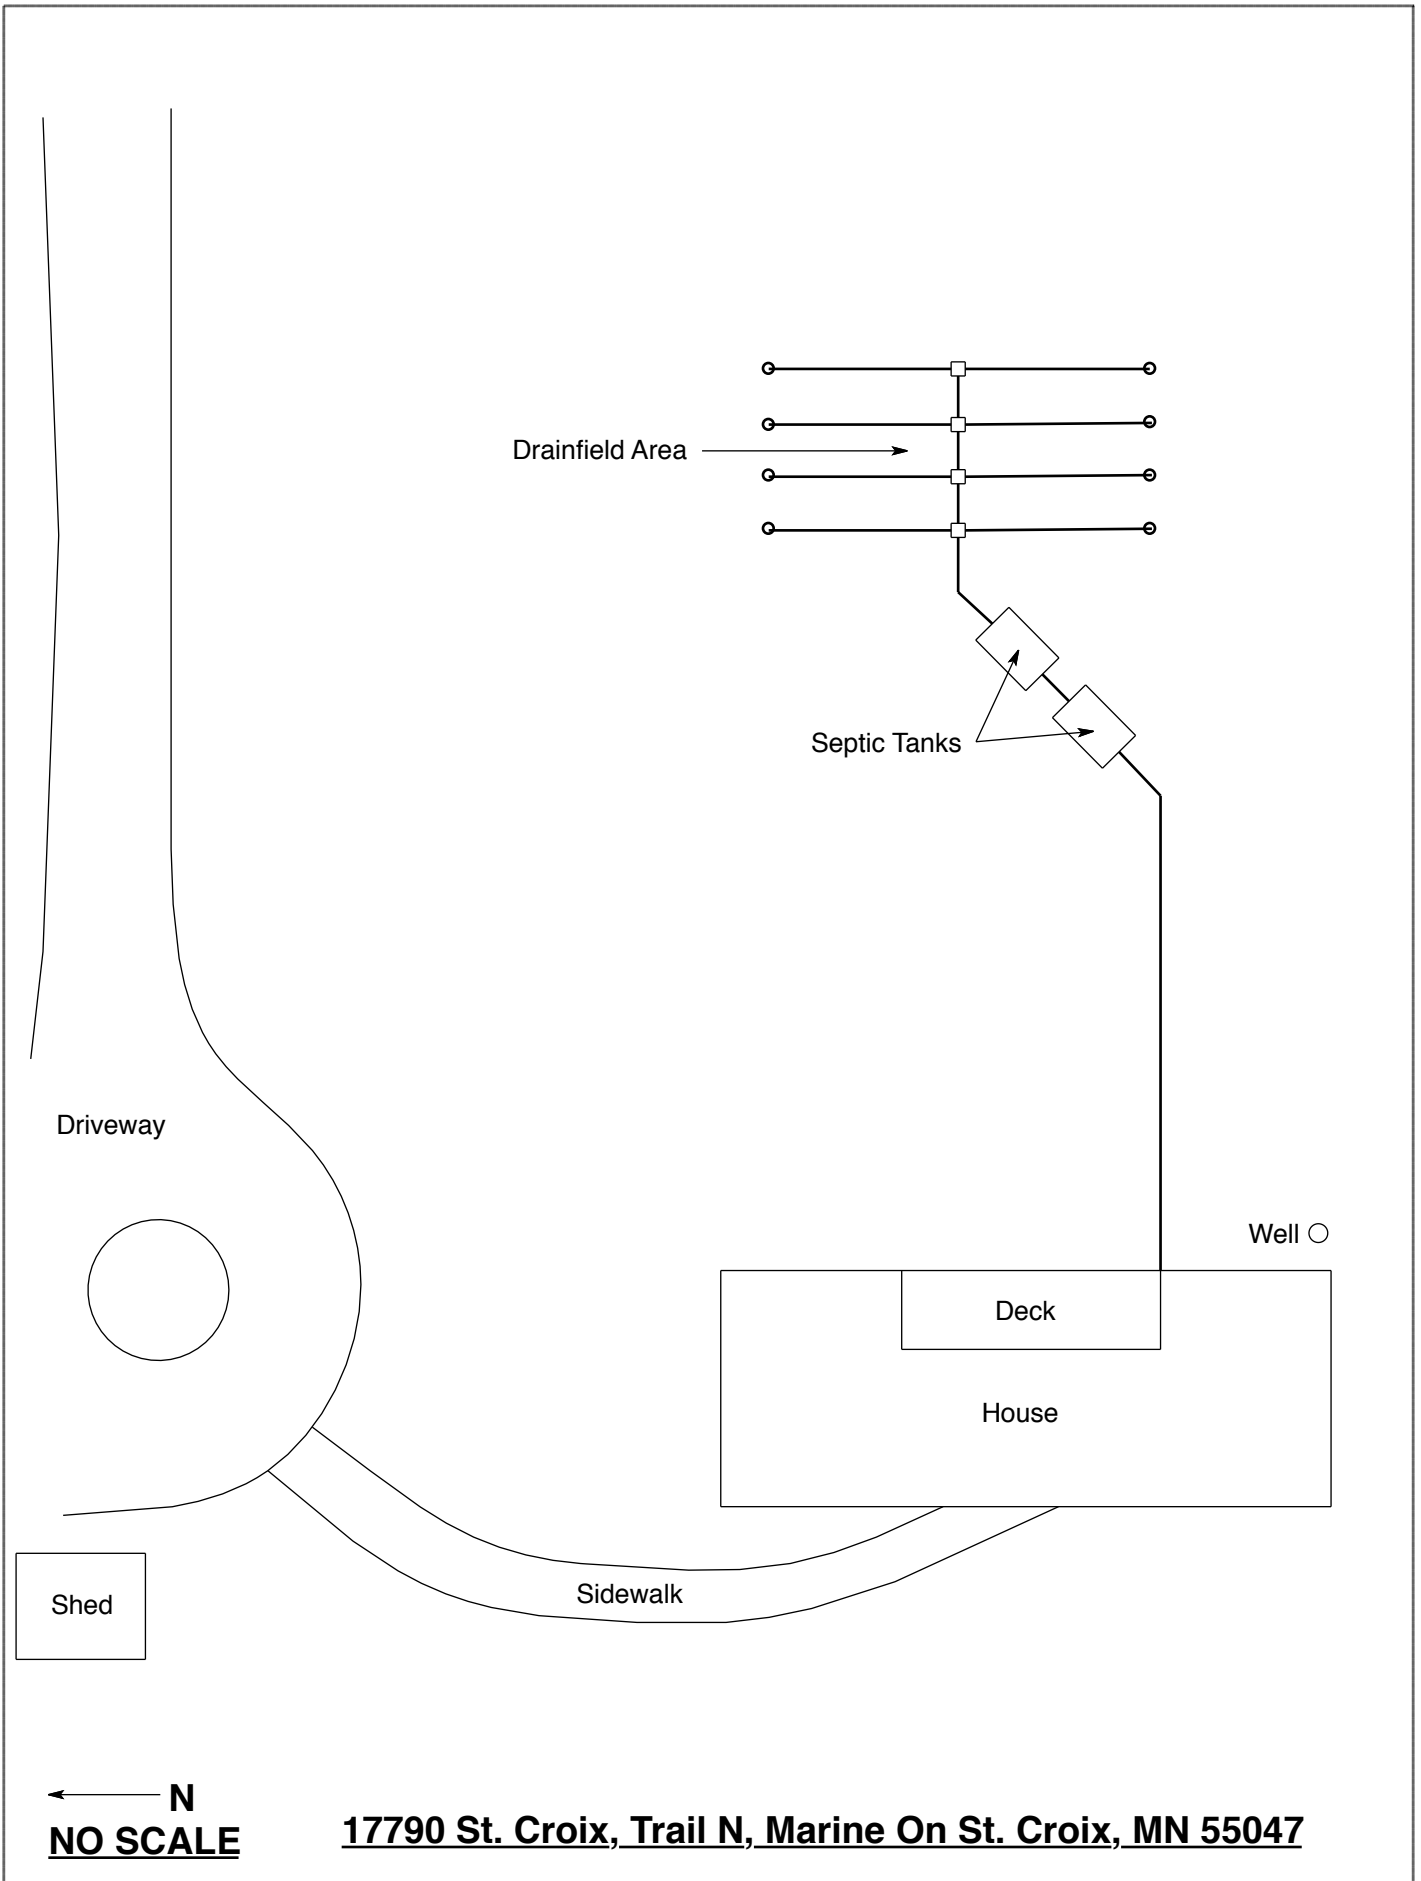 Drainfield Area
Septic Tanks
Driveway
Well
Deck
House
Sidewalk
Shed
N
NO SCALE
17790 St. Croix, Trail N, Marine On St. Croix, MN 55047